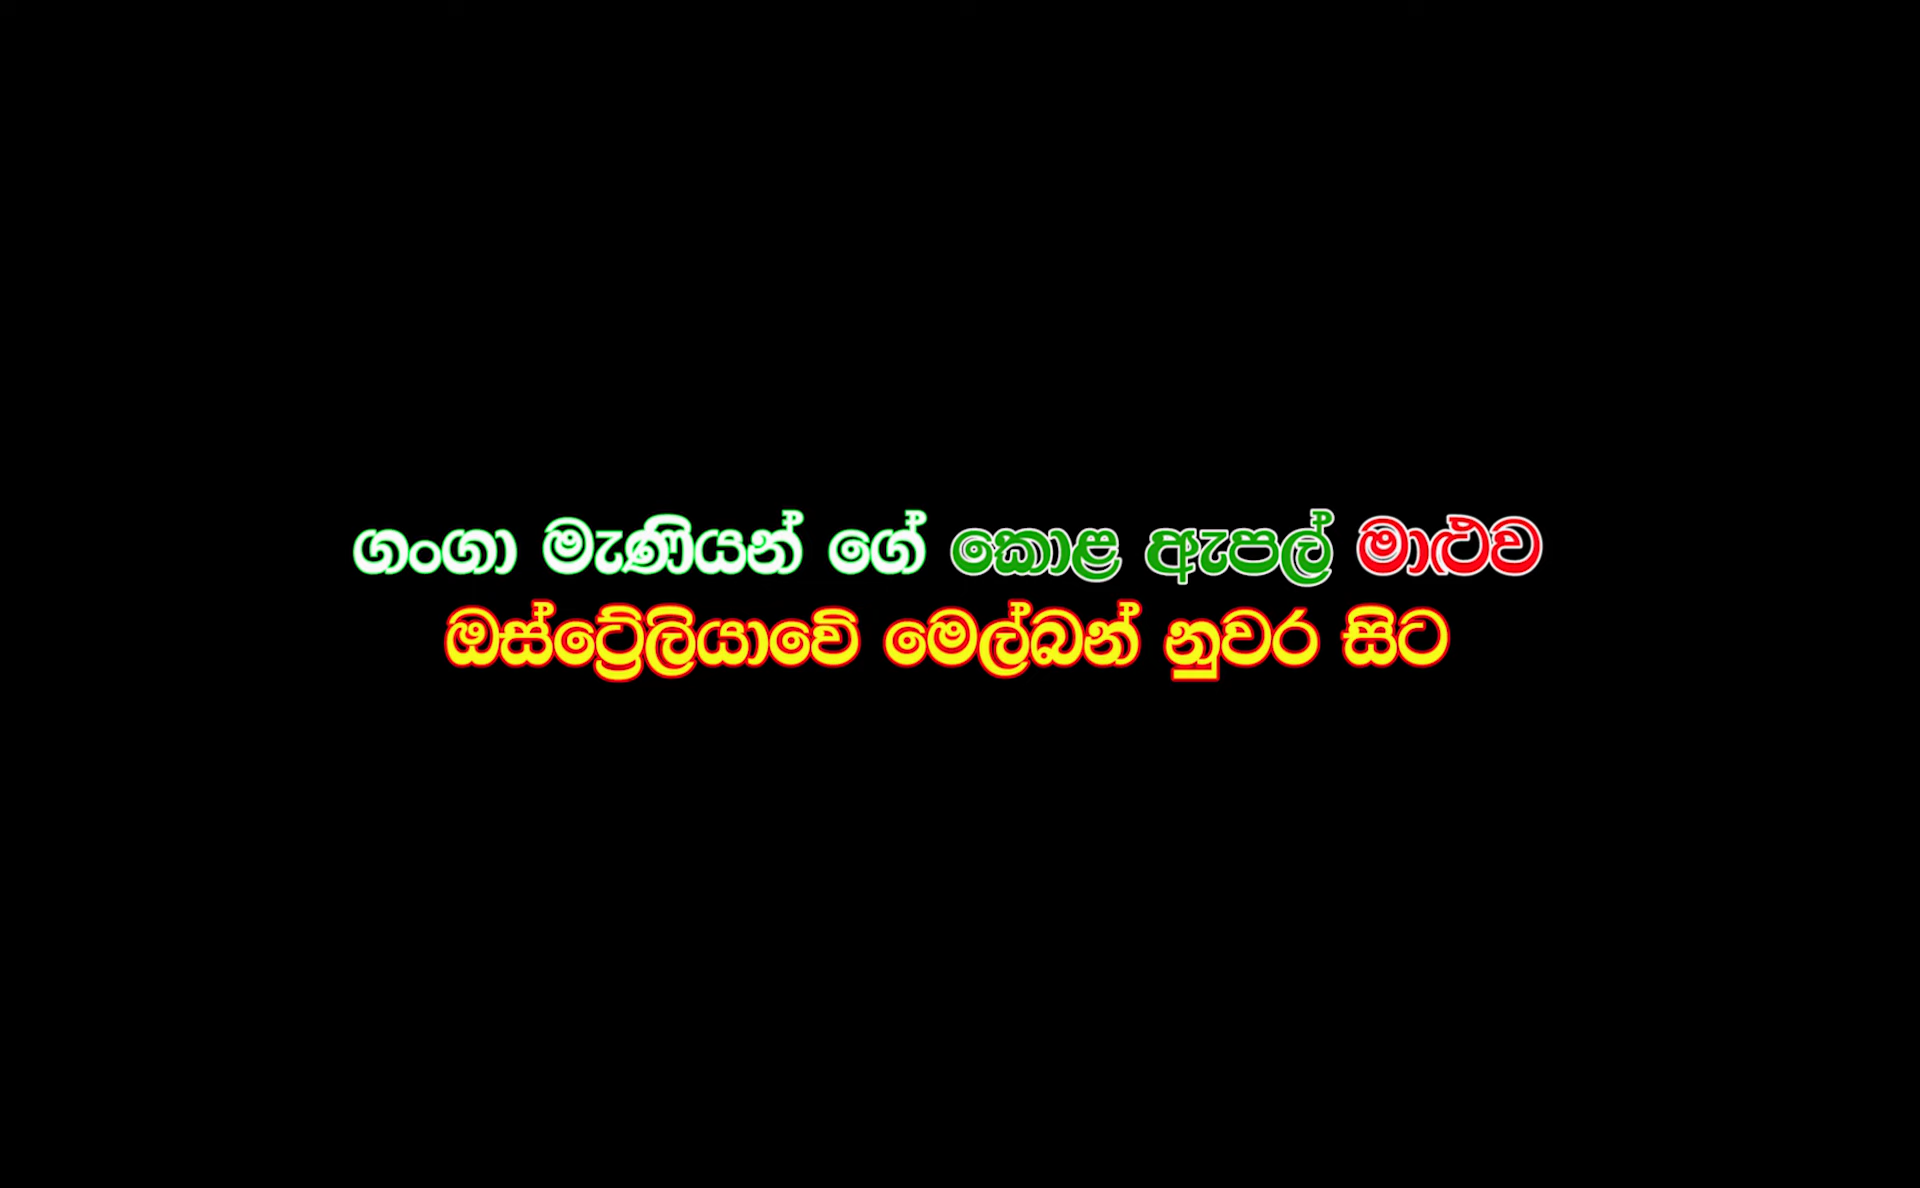 ගංගා මැණියන් ගේ කොළ ඇපල් මාළුව
ඔස්ට්‍රේලියාවේ මෙල්බන් නුවර සිට